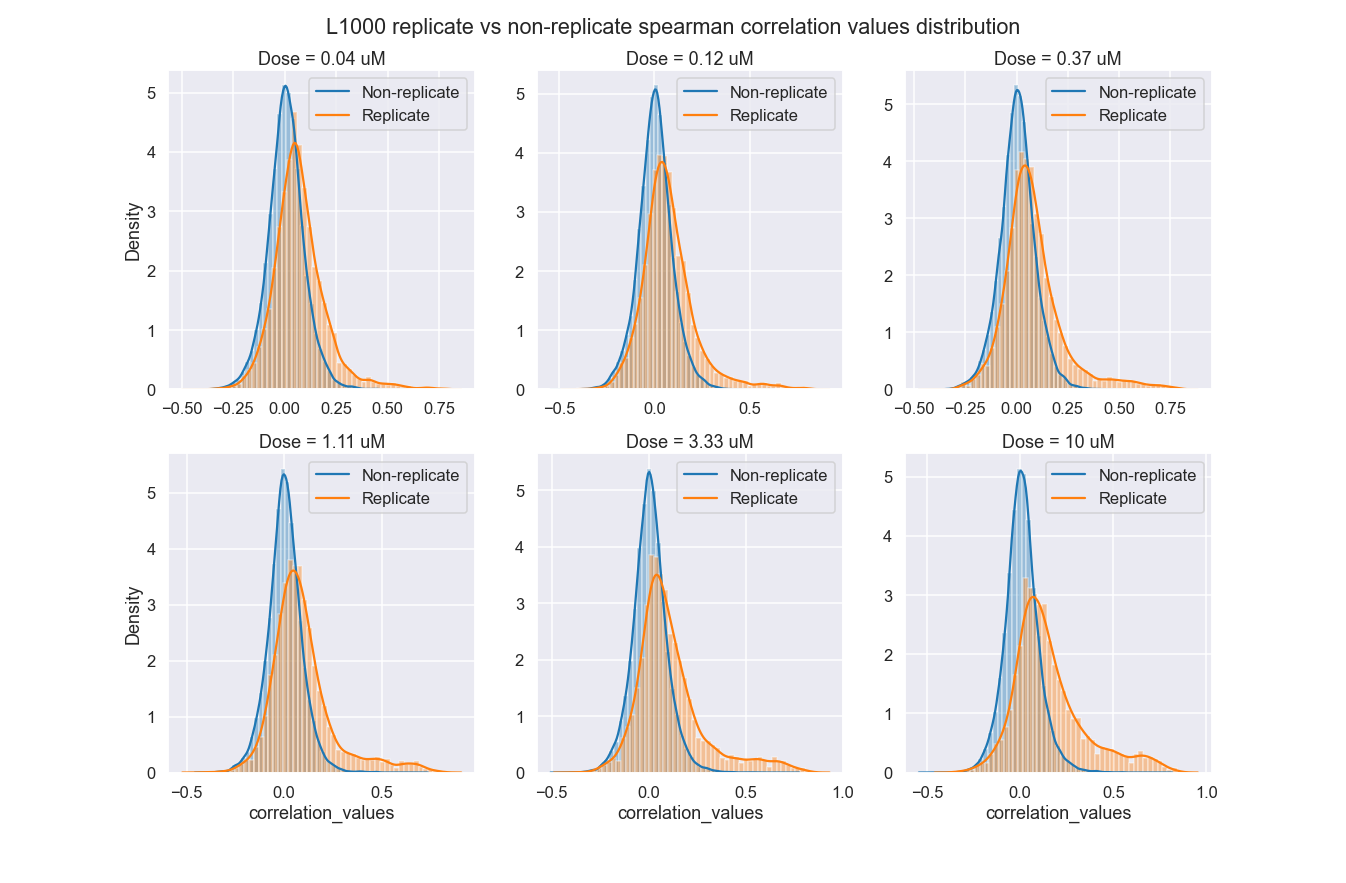 L1000 replicate vs non-replicate spearman correlation values distribution
Dose = 0.04 uM
Dose = 0.12 uM
Dose = 0.37 uM
Non-replicate
Replicate
Non-replicate
Replicate
Non-replicate
Replicate
Density
5
4
3
2
1
0
5
4
3
2
1
0
5
4
3
2
1
0
−0.50 −0.25 0.00 0.25 0.50 0.75
−0.5 0.0 0.5
−0.50 −0.25 0.00 0.25 0.50 0.75
Dose = 1.11 uM
Dose = 3.33 uM
Dose = 10 uM
Non-replicate
Replicate
Non-replicate
Replicate
Non-replicate
Replicate
Density
5
4
3
2
1
0
5
4
3
2
1
0
5
4
3
2
1
0
−0.5 0.0 0.5
−0.5 0.0 0.5 1.0
−0.5 0.0 0.5 1.0
correlation_values
correlation_values
correlation_values